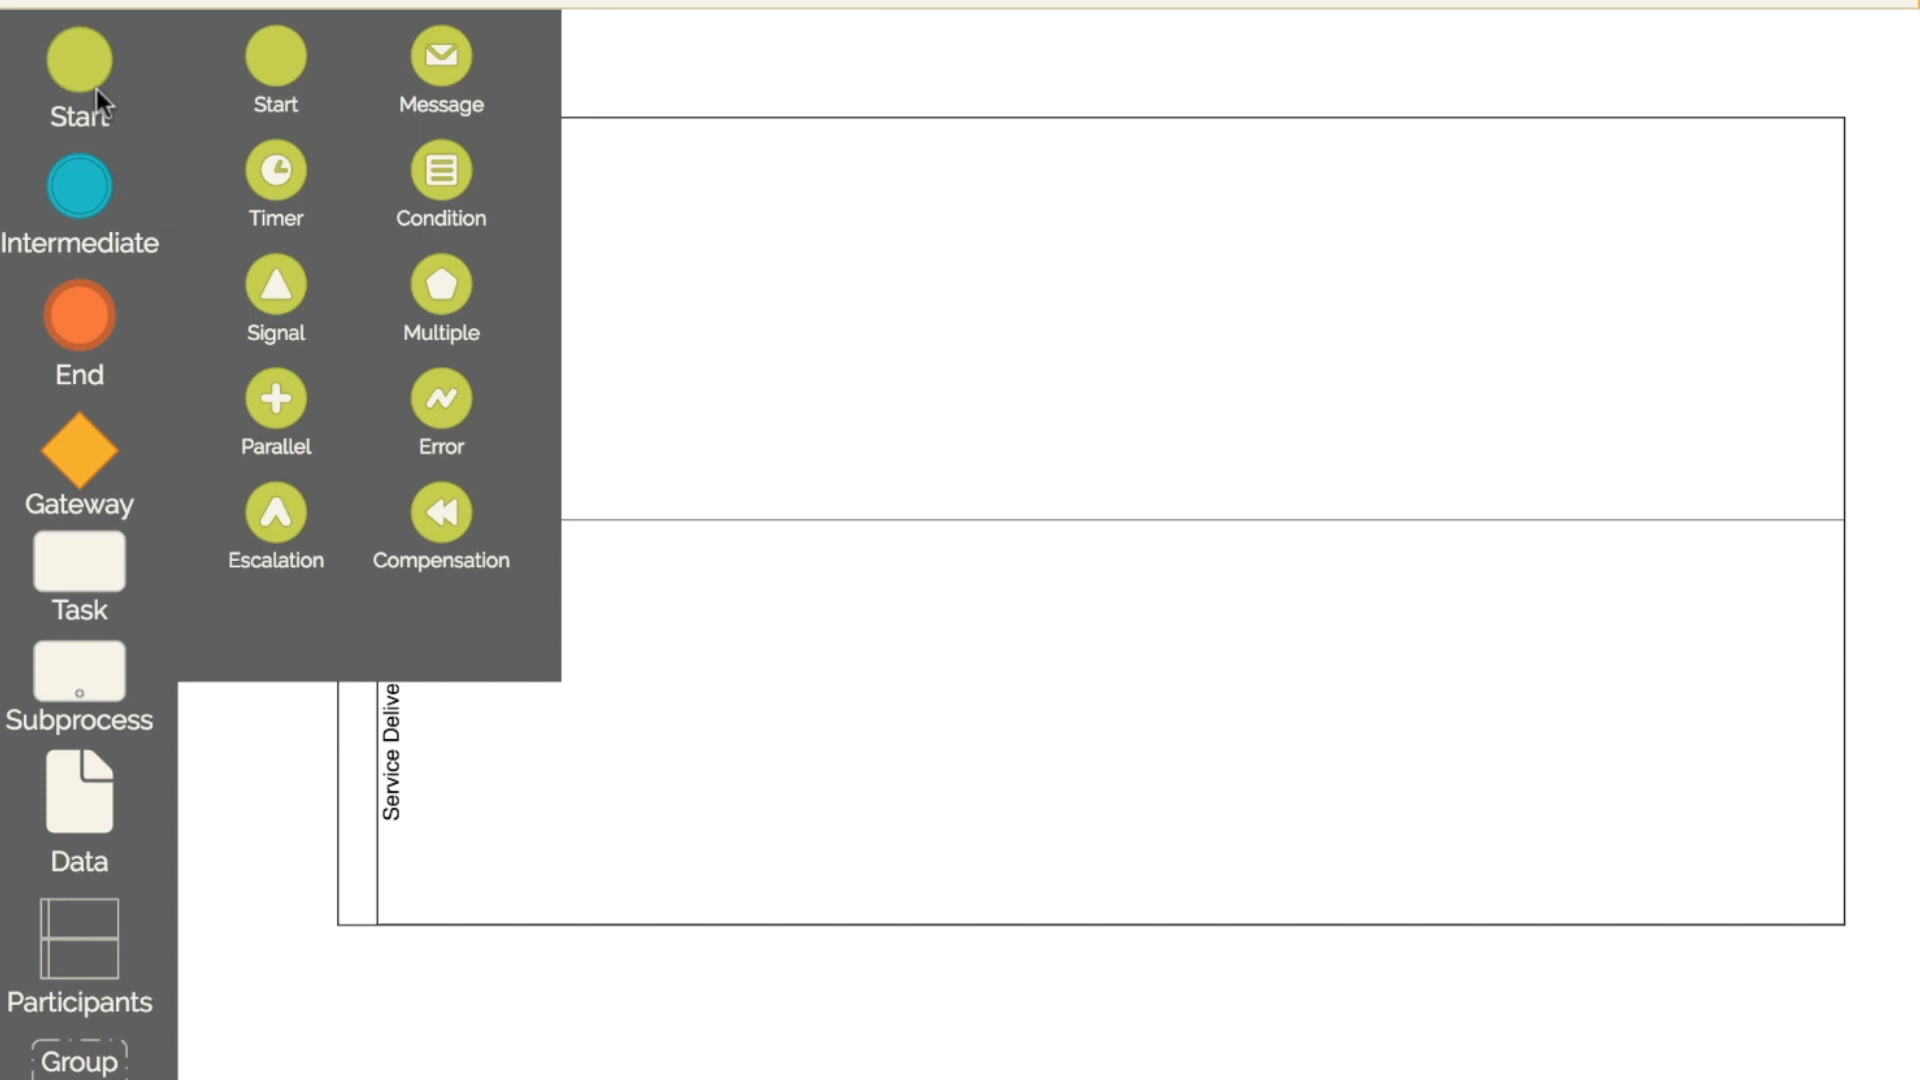 Start
Intermediate
End
Gateway
Task
Subprocess
Data
Participants
Group
Start
Message
Timer
Condition
Signal
Multiple
Parallel
Error
Escalation
Compensation
Service Delive